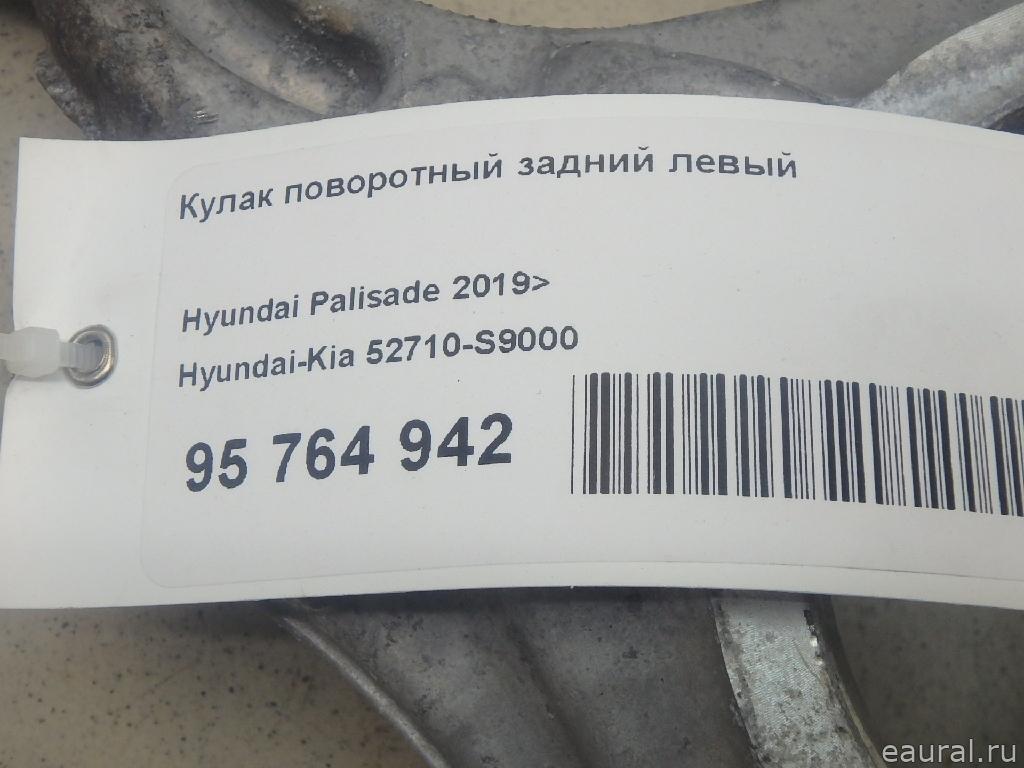 Кулак поворотный задний левый
Hyundai Palisade 2019>
Hyundai-Kia 52710-S9000
95 764 942
eaural.ru